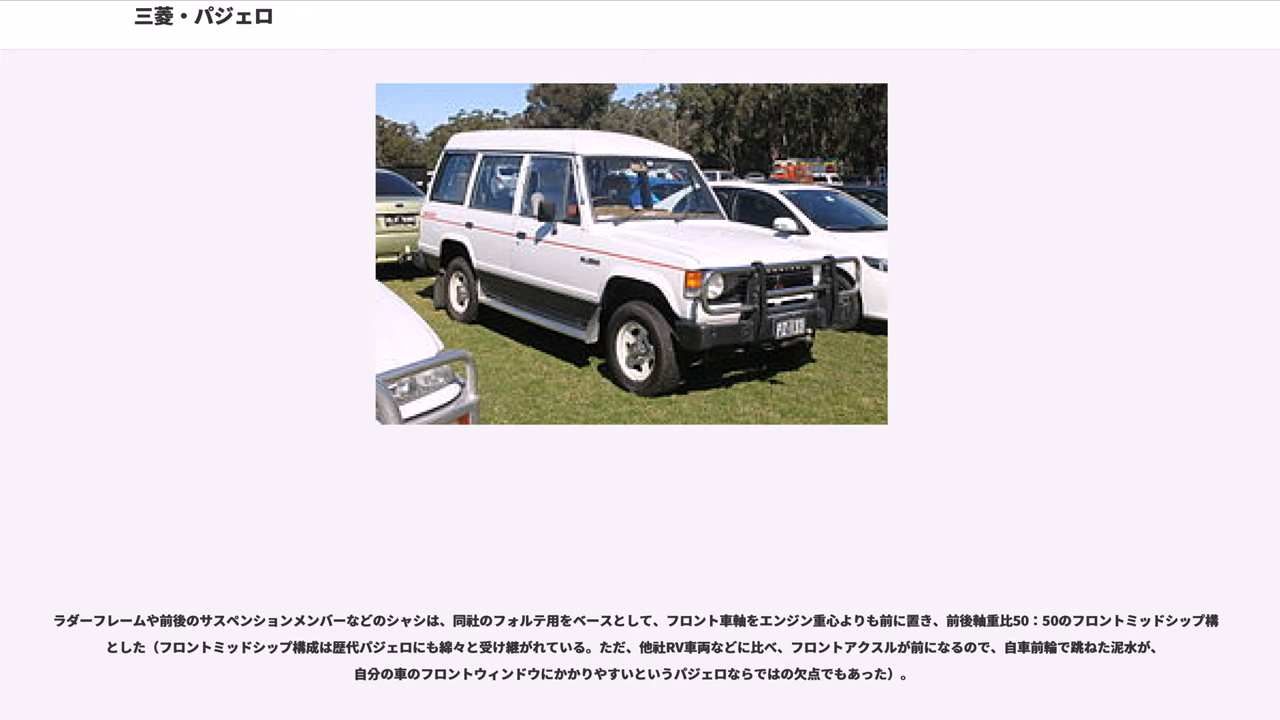 三菱・パジェロ
ラダーフレームや前後のサスペンションメンバーなどのシャシは、同社のフォルテ用をベースとして、フロント車軸をエンジン重心よりも前に置き、前後軸重比50：50のフロントミッドシップ構
とした（フロントミッドシップ構成は歴代パジェロにも綿々と受け継がれている。ただ、他社RV車両などに比べ、フロントアクスルが前になるので、自車前輪で跳ねた泥水が、
自分の車のフロントウィンドウにかかりやすいというパジェロならではの欠点でもあった）。